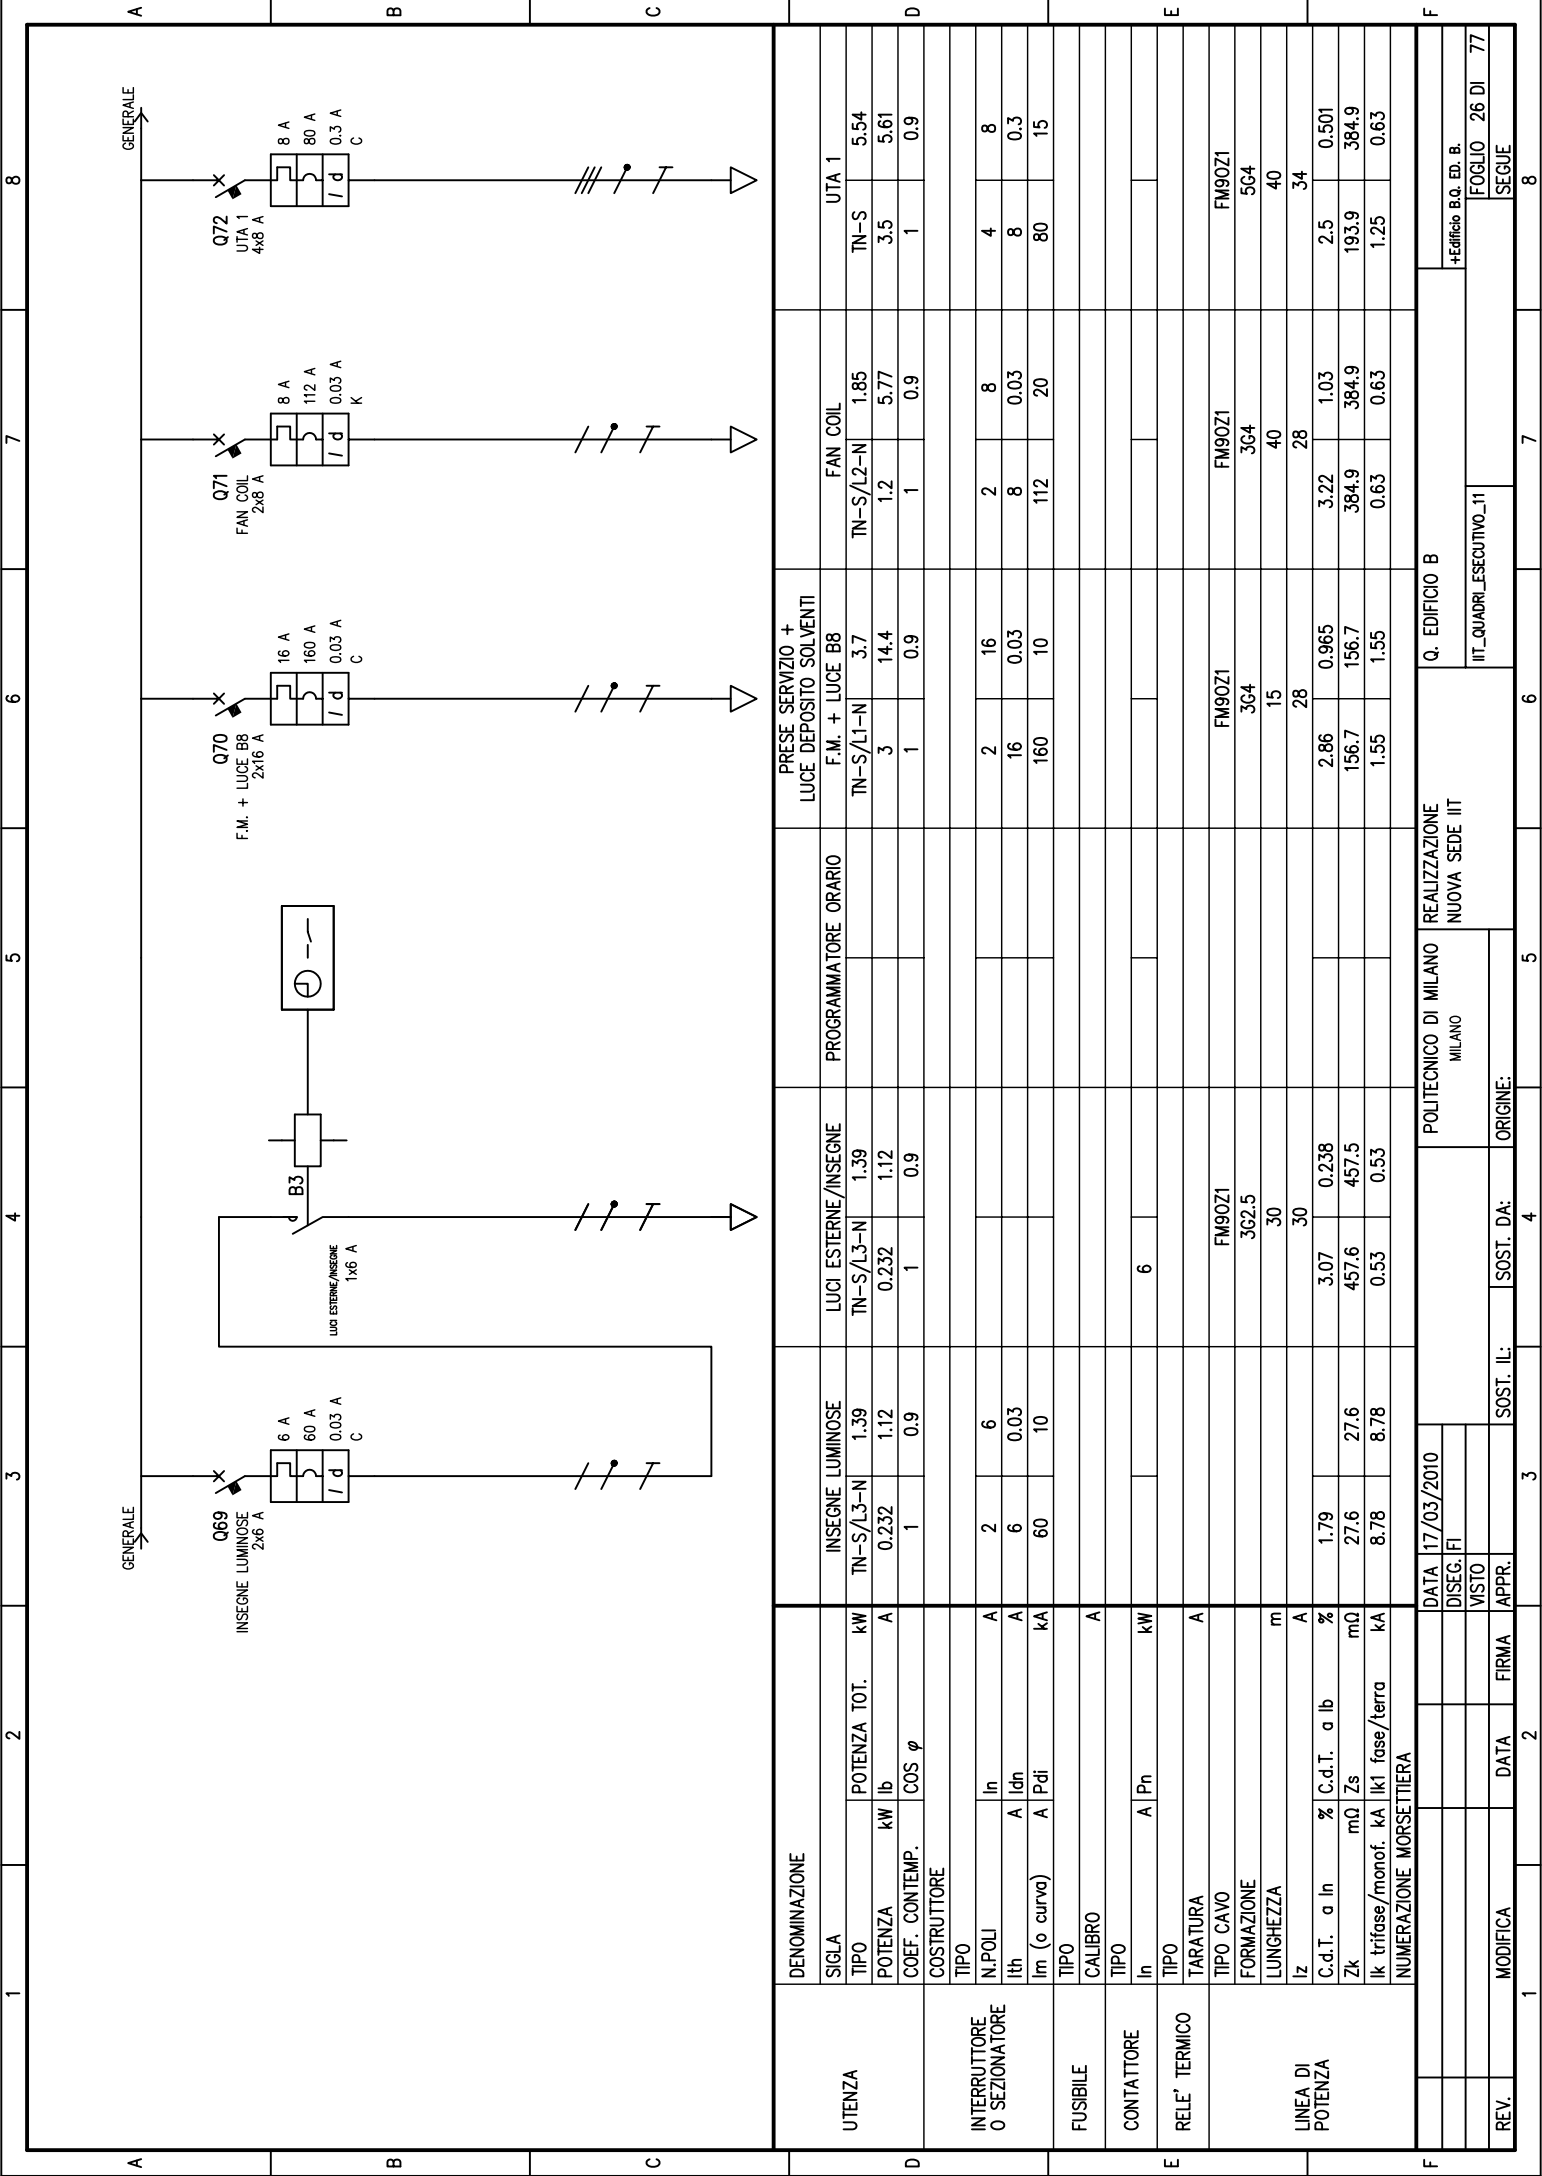 1 2 3 4 5 6 7 8
A
B
C
D
E
F
GENERALE
GENERALE
Q69
INSEGNE LUMINOSE
2x6 A
6 A
60 A
0.03 A
C
I d
B3
LUCI ESTERNE/INSEGNE
1x6 A
Q70
F.M. + LUCE B8
2x16 A
16 A
160 A
0.03 A
C
I d
Q71
FAN COIL
2x8 A
8 A
112 A
0.03 A
K
I d
Q72
UTA 1
4x8 A
8 A
80 A
0.3 A
C
I d
UTENZA
DENOMINAZIONE PRESE SERVIZIO +
LUCE DEPOSITO SOLVENTI
SIGLA INSEGNE LUMINOSE LUCI ESTERNE/INSEGNE PROGRAMMATORE ORARIO F.M. + LUCE B8 FAN COIL UTA 1
TIPO POTENZA TOT. kW TN-S/L3-N 1.39 TN-S/L3-N 1.39 TN-S/L1-N 3.7 TN-S/L2-N 1.85 TN-S 5.54
POTENZA kW Ib A 0.232 1.12 0.232 1.12 3 14.4 1.2 5.77 3.5 5.61
COEF. CONTEMP. COS φ 1 0.9 1 0.9 1 0.9 1 0.9 1 0.9
INTERRUTTORE
O SEZIONATORE
COSTRUTTORE
TIPO
N.POLI In A 2 6 2 16 2 8 4 8
Ith A Idn A 6 0.03 16 0.03 8 0.03 8 0.3
Im (o curva) A Pdi kA 60 10 160 10 112 20 80 15
FUSIBILE
TIPO
CALIBRO A
CONTATTORE
TIPO
In A Pn kW 6
RELE' TERMICO
TIPO
TARATURA A
LINEA DI
POTENZA
TIPO CAVO FM9OZ1 FM9OZ1 FM9OZ1 FM9OZ1
FORMAZIONE 3G2.5 3G4 3G4 5G4
LUNGHEZZA m 30 15 40 40
Iz A 30 28 28 34
C.d.T. a In % C.d.T. a Ib % 1.79 3.07 0.238 2.86 0.965 3.22 1.03 2.5 0.501
Zk mΩ Zs mΩ 27.6 27.6 457.6 457.5 156.7 156.7 384.9 384.9 193.9 384.9
Ik trifase/monof. kA Ik1 fase/terra kA 8.78 8.78 0.53 0.53 1.55 1.55 0.63 0.63 1.25 0.63
NUMERAZIONE MORSETTIERA
DATA 17/03/2010
DISEG. FI
VISTO
APPR.
REV. MODIFICA DATA FIRMA
SOST. IL: SOST. DA: ORIGINE:
POLITECNICO DI MILANO
MILANO
REALIZZAZIONE
NUOVA SEDE IIT
Q. EDIFICIO B
IIT_QUADRI_ESECUTIVO_11
+Edificio B.Q. ED. B.
FOGLIO 26 DI 77
SEGUE
A
B
C
D
E
F
1 2 3 4 5 6 7 8